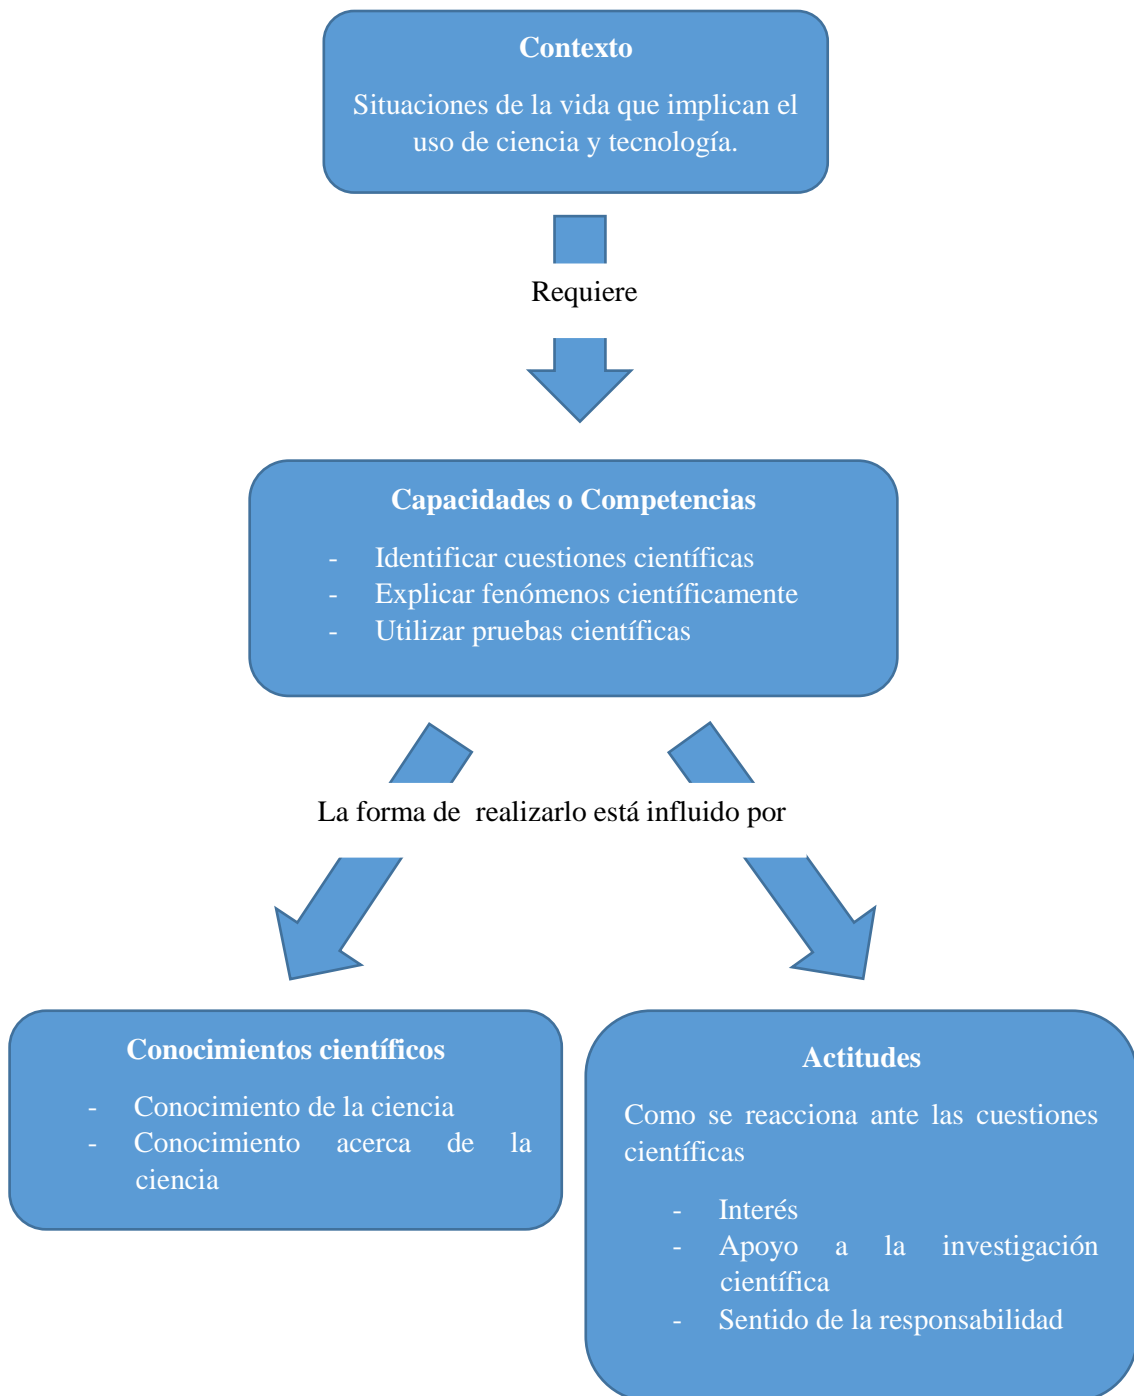 Contexto
Situaciones de la vida que implican el
uso de ciencia y tecnología.
Requiere
Capacidades o Competencias
- Identificar cuestiones científicas
- Explicar fenómenos científicamente
- Utilizar pruebas científicas
La forma de realizarlo está influido por
Conocimientos científicos
- Conocimiento de la ciencia
- Conocimiento acerca de la
ciencia
Actitudes
Como se reacciona ante las cuestiones
científicas
- Interés
- Apoyo a la investigación
científica
- Sentido de la responsabilidad